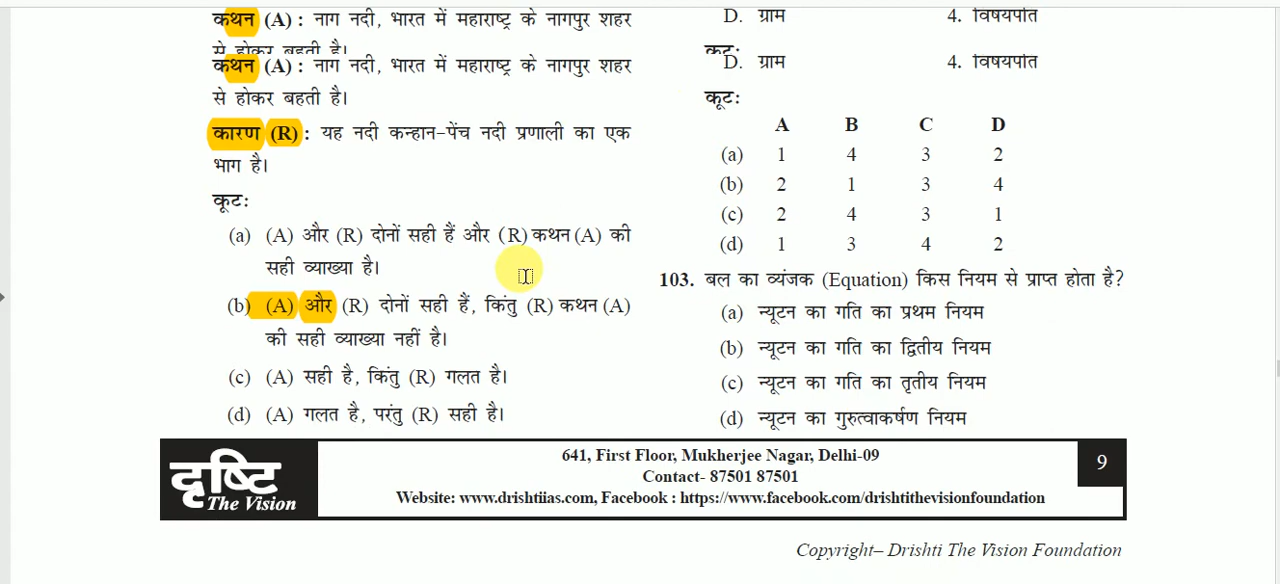 कथन (A) : नाग नदी, भारत में महाराष्ट्र के नागपुर शहर
से होकर बहती है।
कथन (A) : नाग नदी, भारत में महाराष्ट्र के नागपुर शहर
से होकर बहती है।
कारण (R) : यह नदी कन्हान-पेंच नदी प्रणाली का एक
भाग है।
कूटः
(a) (A) और (R) दोनों सही हैं और (R) कथन (A) की
सही व्याख्या है।
(b) (A) और (R) दोनों सही हैं, किंतु (R) कथन (A)
की सही व्याख्या नहीं है।
(c) (A) सही है, किंतु (R) गलत है।
(d) (A) गलत है, परंतु (R) सही है।
D. ग्राम 4. विषयपति
कूटः
D. ग्राम 4. विषयपति
कूटः
A B C D
(a) 1 4 3 2
(b) 2 1 3 4
(c) 2 4 3 1
(d) 1 3 4 2
103. बल का व्यंजक (Equation) किस नियम से प्राप्त होता है?
(a) न्यूटन का गति का प्रथम नियम
(b) न्यूटन का गति का द्वितीय नियम
(c) न्यूटन का गति का तृतीय नियम
(d) न्यूटन का गुरुत्वाकर्षण नियम
दृष्टि
The Vision
641, First Floor, Mukherjee Nagar, Delhi-09
Contact- 87501 87501
Website: www.drishtiias.com, Facebook : https://www.facebook.com/drishtithevisionfoundation
9
Copyright– Drishti The Vision Foundation